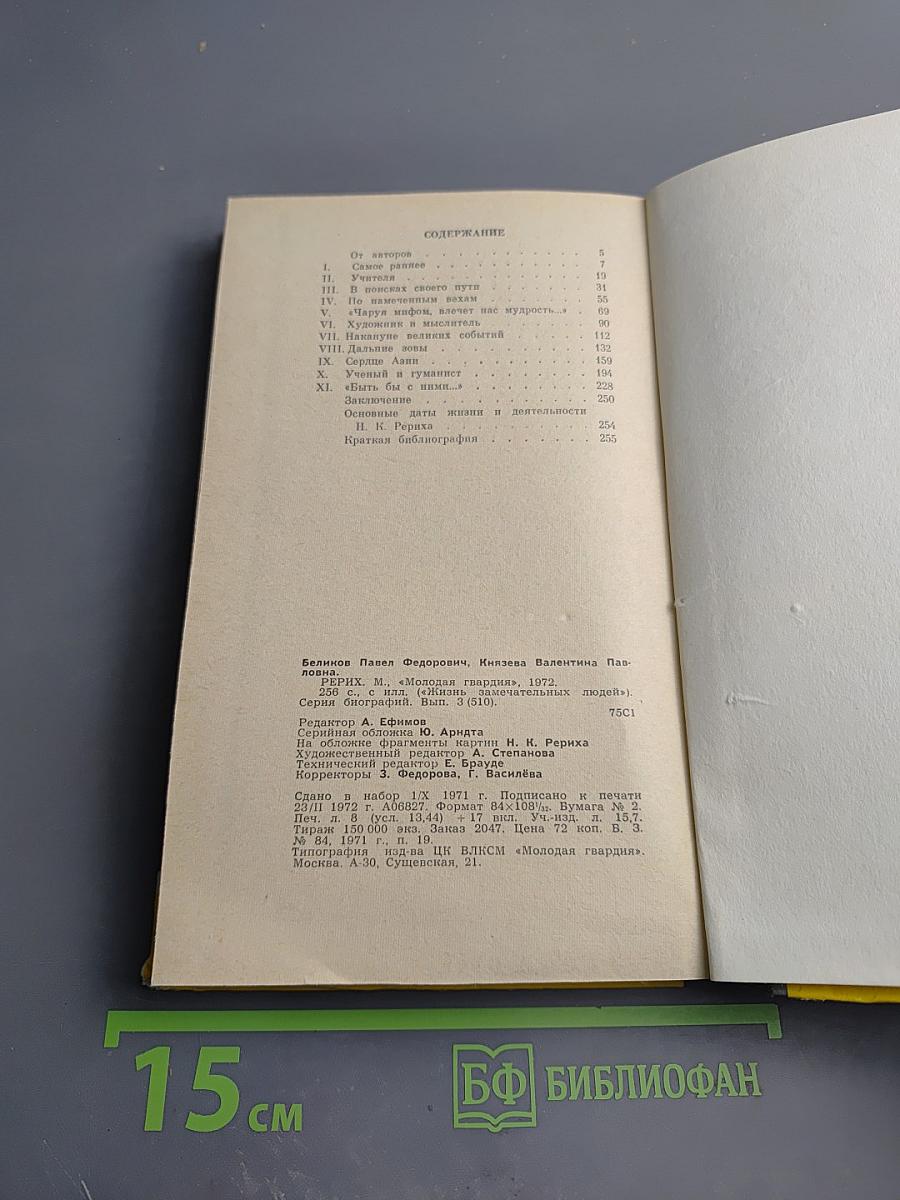 СОДЕРЖАНИЕ
От авторов . . . . . . . . . . . 5
I. Самое раннее . . . . . . . . . . 7
II. Учителя . . . . . . . . . . . . 19
III. В поисках своего пути . . . . . . . 31
IV. По намеченным вехам . . . . . . . 55
V. «Чаруя мифом, влечет нас мудрость...» . 69
VI. Художник и мыслитель . . . . . . . 90
VII. Накануне великих событий . . . . . 112
VIII. Дальние зовы . . . . . . . . . . 132
IX. Сердце Азии . . . . . . . . . . 159
X. Ученый и гуманист . . . . . . . . 194
XI. «Быть бы с ними...» . . . . . . . . 228
Заключение . . . . . . . . . . . 250
Основные даты жизни и деятельности
Н. К. Рериха . . . . . . . . . . 254
Краткая библиография . . . . . . . 255
Беликов Павел Федорович, Князева Валентина Пав-
ловна.
РЕРИХ. М., «Молодая гвардия», 1972.
256 с., с илл. («Жизнь замечательных людей»).
Серия биографий. Вып. 3 (510).
75С1
Редактор А. Ефимов
Серийная обложка Ю. Арндта
На обложке фрагменты картин Н. К. Рериха
Художественный редактор А. Степанова
Технический редактор Е. Брауде
Корректоры З. Федорова, Г. Василёва
Сдано в набор 1/X 1971 г. Подписано к печати
23/II 1972 г. А06827. Формат 84×108¹/₃₂. Бумага № 2.
Печ. л. 8 (усл. 13,44) + 17 вкл. Уч.-изд. л. 15,7.
Тираж 150 000 экз. Заказ 2047. Цена 72 коп. Б. З.
№ 84, 1971 г., п. 19.
Типография изд-ва ЦК ВЛКСМ «Молодая гвардия».
Москва. А-30, Сущевская, 21.
15 см
БФ БИБЛИОФАН